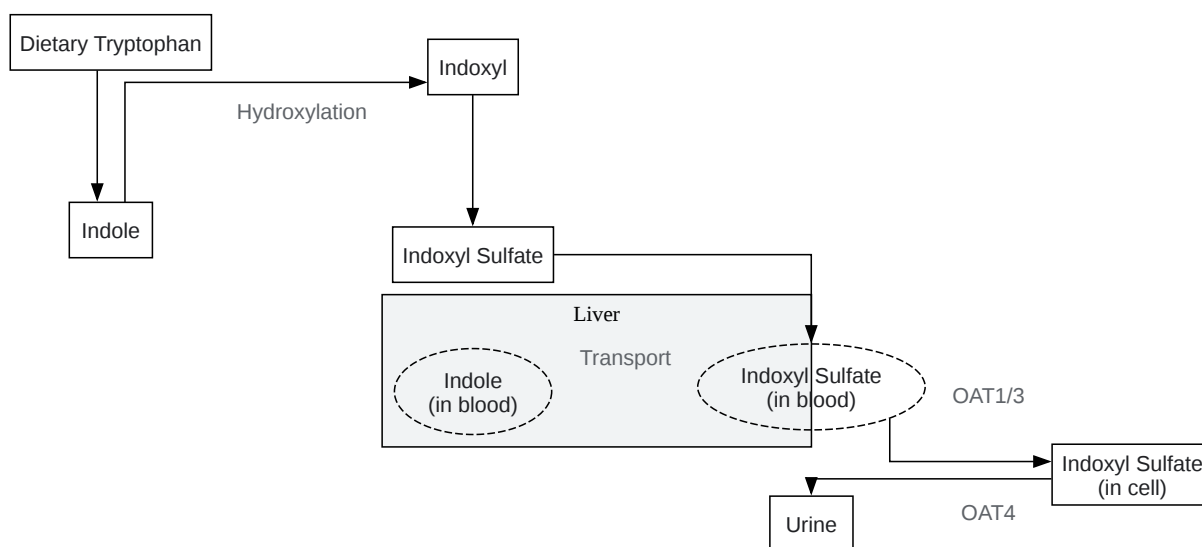 Dietary Tryptophan
Indoxyl
Hydroxylation
Indole
Indoxyl Sulfate
Liver
Transport
Indole
(in blood)
Indoxyl Sulfate
(in blood)
OAT1/3
Indoxyl Sulfate
(in cell)
OAT4
Urine